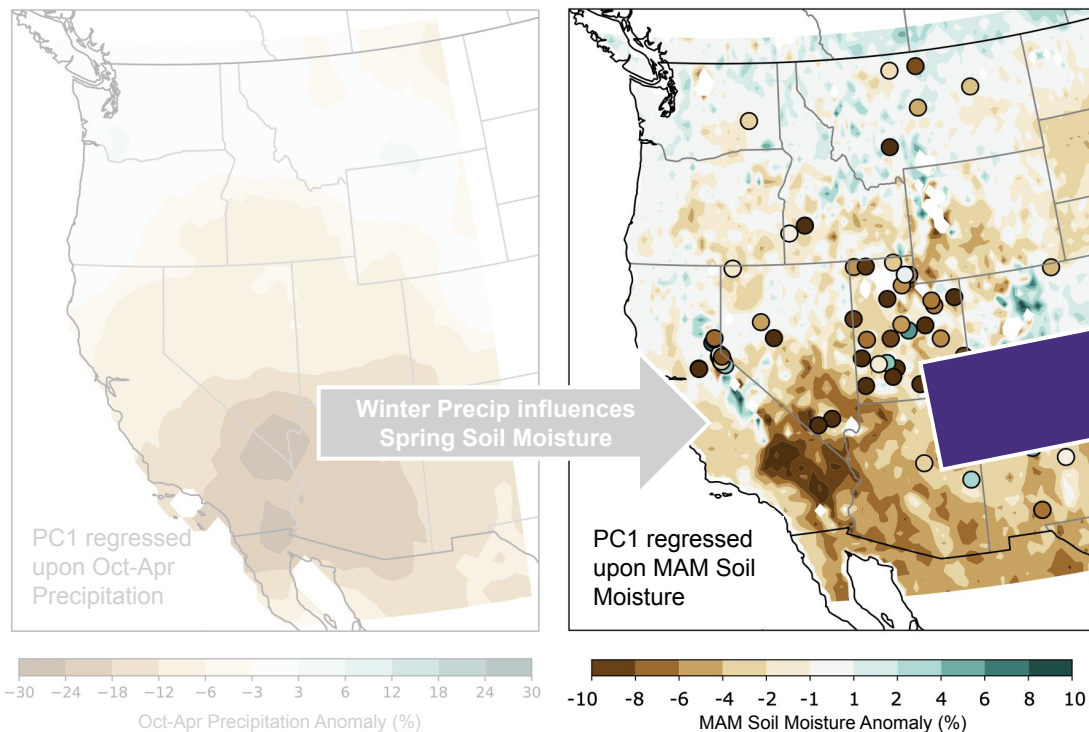 Winter Precip influences
Spring Soil Moisture
PC1 regressed
upon Oct-Apr
Precipitation
PC1 regressed
upon MAM Soil
Moisture
−30 −24 −18 −12 −6 −3 3 6 12 18 24 30
Oct-Apr Precipitation Anomaly (%)
-10 -8 -6 -4 -2 -1 1 2 4 6 8 10
MAM Soil Moisture Anomaly (%)